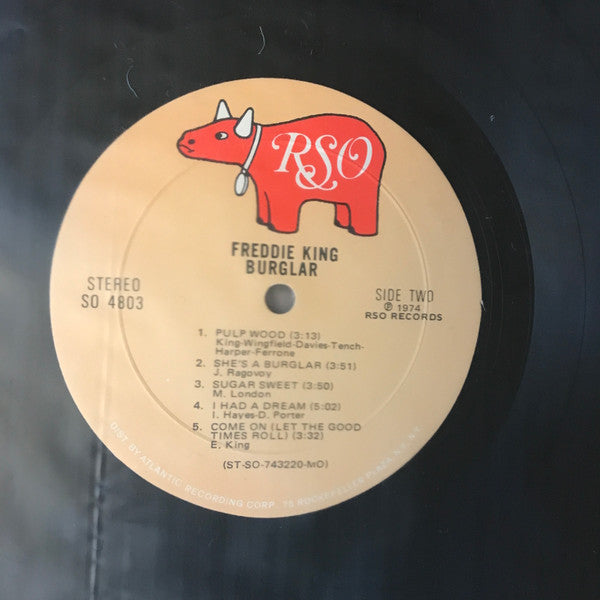 RSO
FREDDIE KING
BURGLAR
STEREO
SO 4803
SIDE TWO
℗ 1974
RSO RECORDS
1. PULP WOOD (3:13)
King-Wingfield-Davies-Tench-
Harper-Ferrone
2. SHE'S A BURGLAR (3:51)
J. Ragovoy
3. SUGAR SWEET (3:50)
M. London
4. I HAD A DREAM (5:02)
I. Hayes-D. Porter
5. COME ON (LET THE GOOD
TIMES ROLL) (3:32)
E. King
(ST-SO-743220-MO)
DIST. BY ATLANTIC RECORDING CORP. 75 ROCKEFELLER PLAZA N.Y. N.Y.